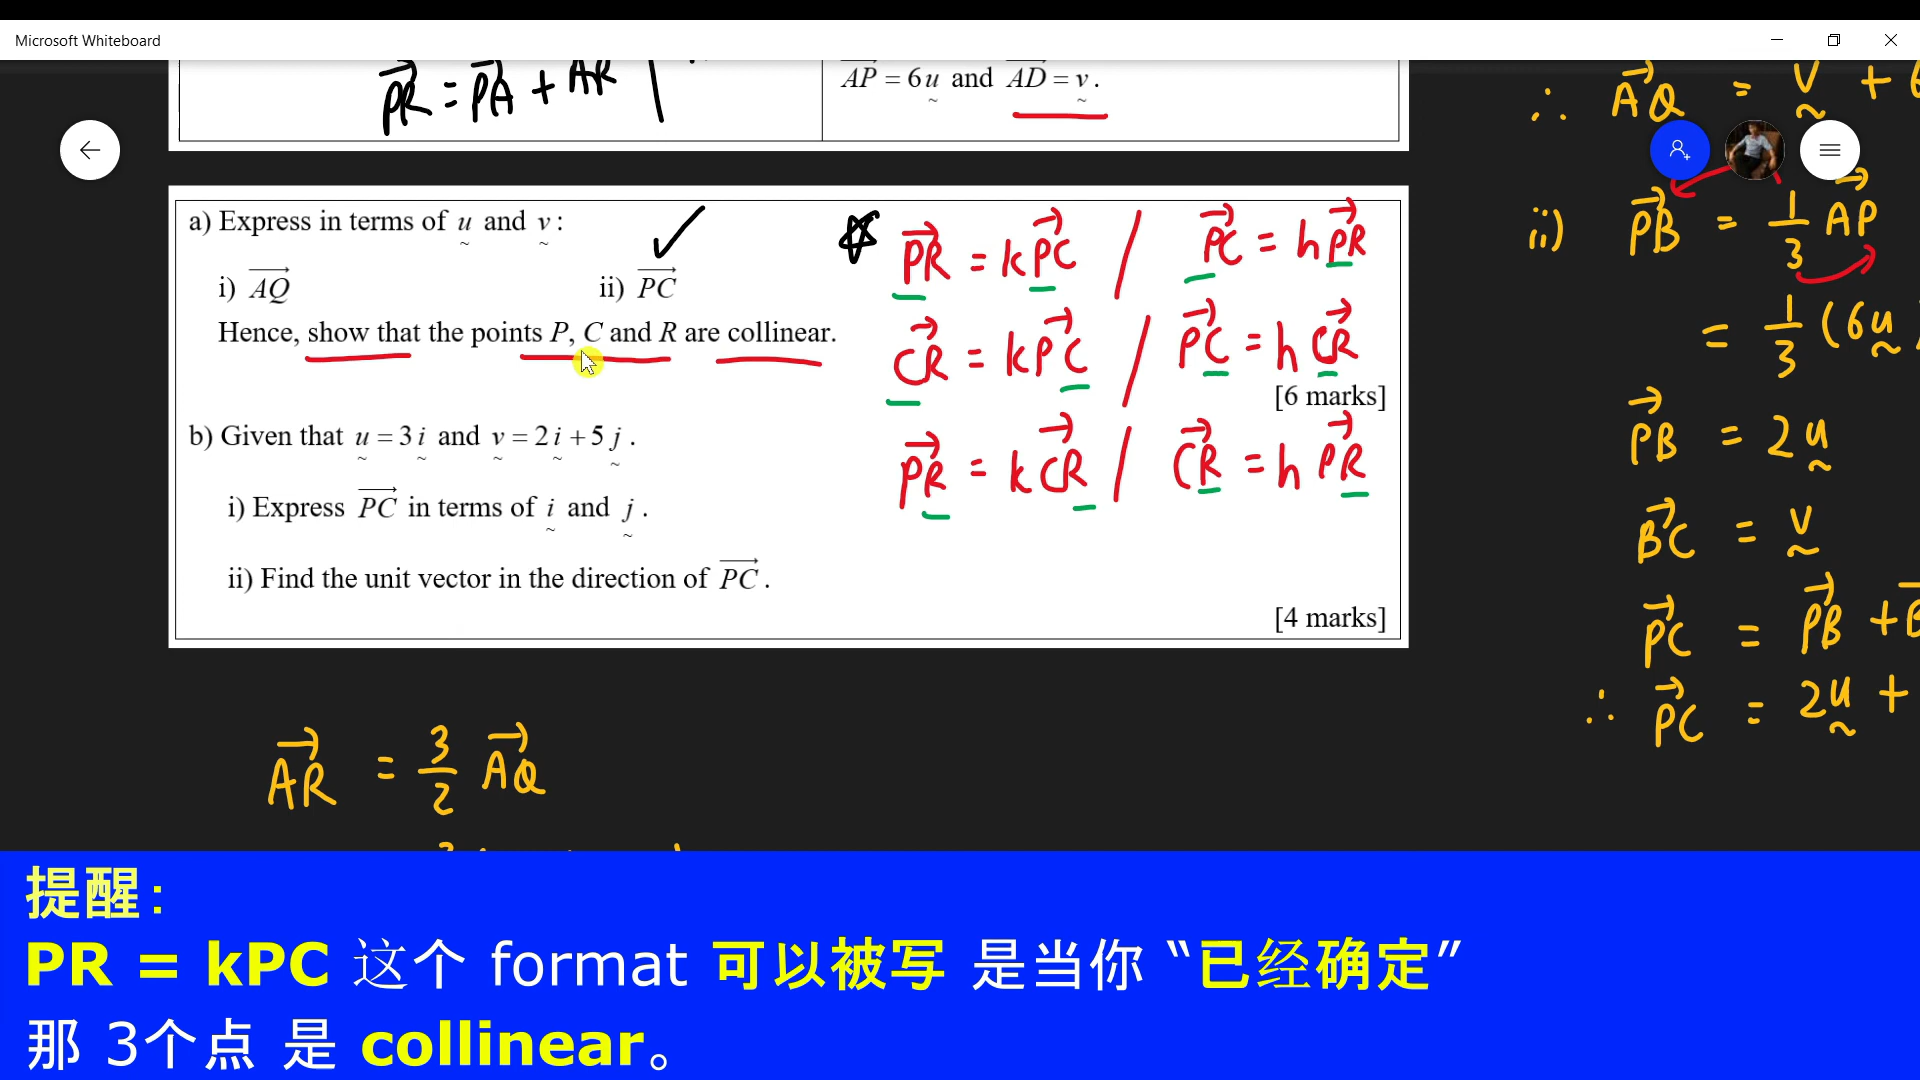 Microsoft Whiteboard
PR = PA + AR
AP = 6u and AD = v.
∴ AQ = v +
a) Express in terms of u and v:
i) AQ ii) PC
Hence, show that the points P, C and R are collinear.
[6 marks]
b) Given that u = 3i and v = 2i + 5j.
i) Express PC in terms of i and j.
ii) Find the unit vector in the direction of PC.
[4 marks]
PR = kPC / PC = hPR
CR = kPC / PC = hCR
PR = kCR / CR = hPR
ii) PB = 1/3 AP
= 1/3 (6u
PB = 2u
BC = v
PC = PB +
∴ PC = 2u +
AR = 3/2 AQ
提醒:
PR = kPC 这个 format 可以被写 是当你 “已经确定”
那 3个点 是 collinear。